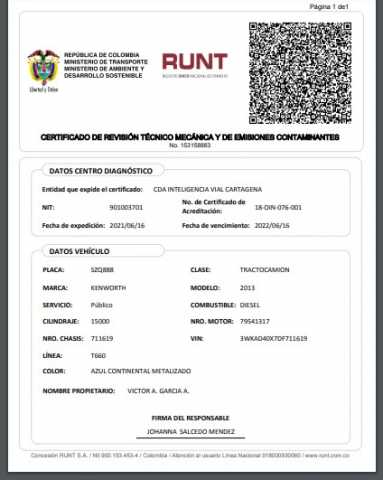 Página 1 de1
REPÚBLICA DE COLOMBIA
MINISTERIO DE TRANSPORTE
MINISTERIO DE AMBIENTE Y
DESARROLLO SOSTENIBLE
Libertad y Orden
RUNT
CERTIFICADO DE REVISIÓN TÉCNICO MECÁNICA Y DE EMISIONES CONTAMINANTES
No. 153158883
DATOS CENTRO DIAGNÓSTICO
Entidad que expide el certificado: CDA INTELIGENCIA VIAL CARTAGENA
NIT: 901003701 No. de Certificado de Acreditación: 18-OIN-076-001
Fecha de expedición: 2021/06/16 Fecha de vencimiento: 2022/06/16
DATOS VEHÍCULO
PLACA: SZQ888 CLASE: TRACTOCAMION
MARCA: KENWORTH MODELO: 2013
SERVICIO: Público COMBUSTIBLE: DIESEL
CILINDRAJE: 15000 NRO. MOTOR: 79541317
NRO. CHASIS: 711619 VIN: 3WKAD40X7DF711619
LÍNEA: T660
COLOR: AZUL CONTINENTAL METALIZADO
NOMBRE PROPIETARIO: VICTOR A. GARCIA A.
FIRMA DEL RESPONSABLE
JOHANNA SALCEDO MENDEZ
Concesión RUNT S.A. / Nit 900.153.453-4 / Colombia / Atención al usuario Línea Nacional 018000930060 / www.runt.com.co